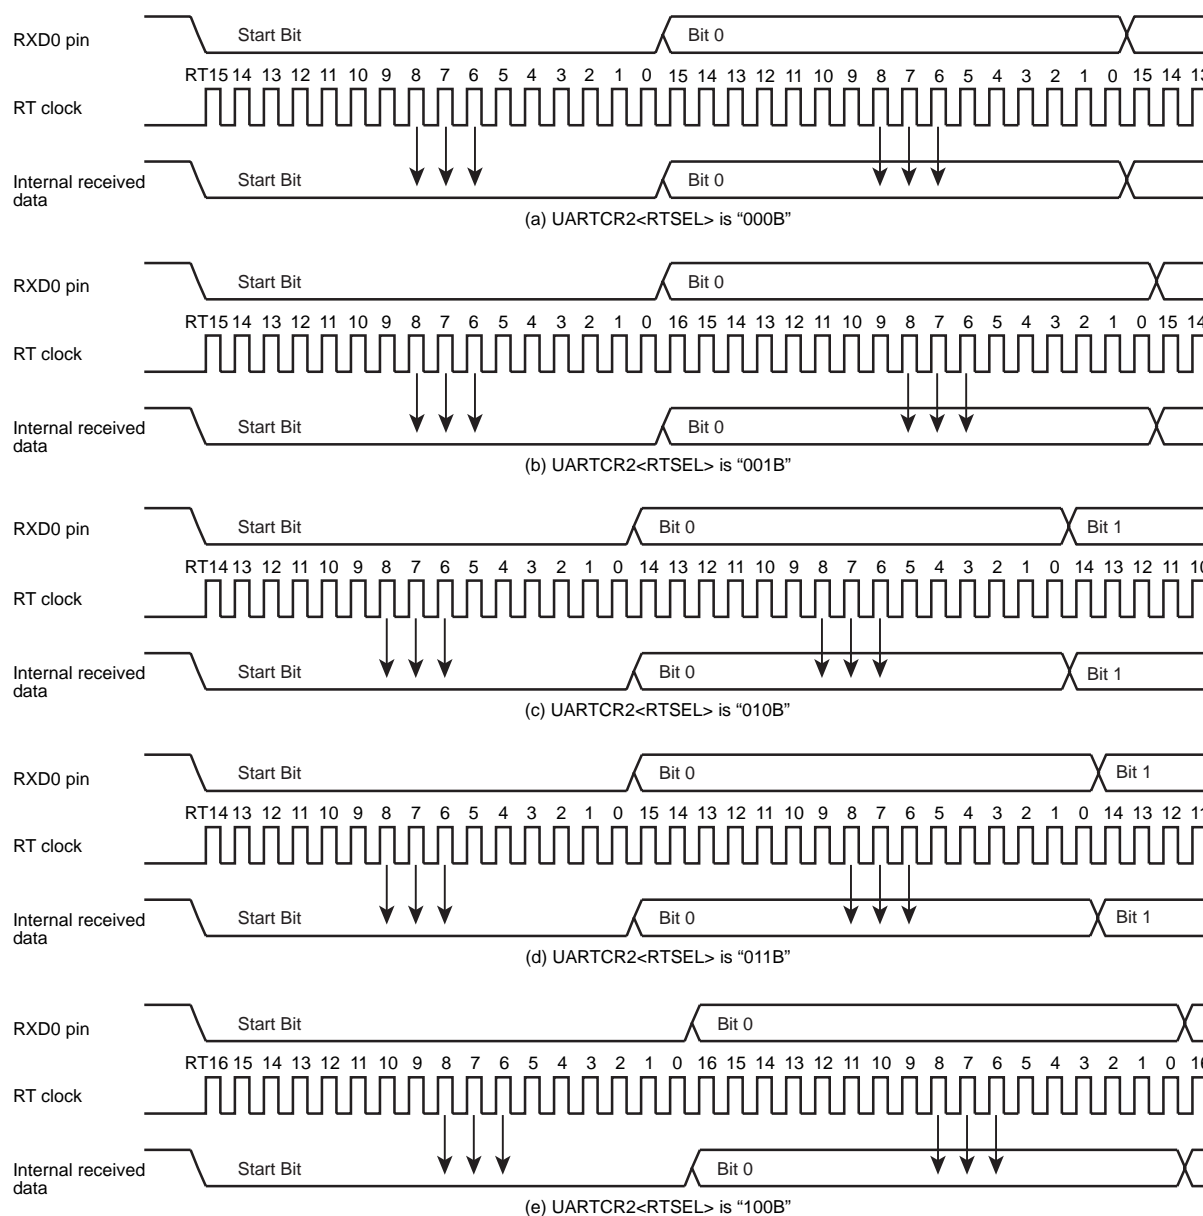 RXD0 pin Start Bit Bit 0
RT15 14 13 12 11 10 9 8 7 6 5 4 3 2 1 0 15 14 13 12 11 10 9 8 7 6 5 4 3 2 1 0 15 14 13
RT clock
Internal received data Start Bit Bit 0
(a) UARTCR2<RTSEL> is “000B”
RXD0 pin Start Bit Bit 0
RT15 14 13 12 11 10 9 8 7 6 5 4 3 2 1 0 16 15 14 13 12 11 10 9 8 7 6 5 4 3 2 1 0 15 14
RT clock
Internal received data Start Bit Bit 0
(b) UARTCR2<RTSEL> is “001B”
RXD0 pin Start Bit Bit 0 Bit 1
RT14 13 12 11 10 9 8 7 6 5 4 3 2 1 0 14 13 12 11 10 9 8 7 6 5 4 3 2 1 0 14 13 12 11 10
RT clock
Internal received data Start Bit Bit 0 Bit 1
(c) UARTCR2<RTSEL> is “010B”
RXD0 pin Start Bit Bit 0 Bit 1
RT14 13 12 11 10 9 8 7 6 5 4 3 2 1 0 15 14 13 12 11 10 9 8 7 6 5 4 3 2 1 0 14 13 12 11
RT clock
Internal received data Start Bit Bit 0 Bit 1
(d) UARTCR2<RTSEL> is “011B”
RXD0 pin Start Bit Bit 0
RT16 15 14 13 12 11 10 9 8 7 6 5 4 3 2 1 0 16 15 14 13 12 11 10 9 8 7 6 5 4 3 2 1 0 16
RT clock
Internal received data Start Bit Bit 0
(e) UARTCR2<RTSEL> is “100B”